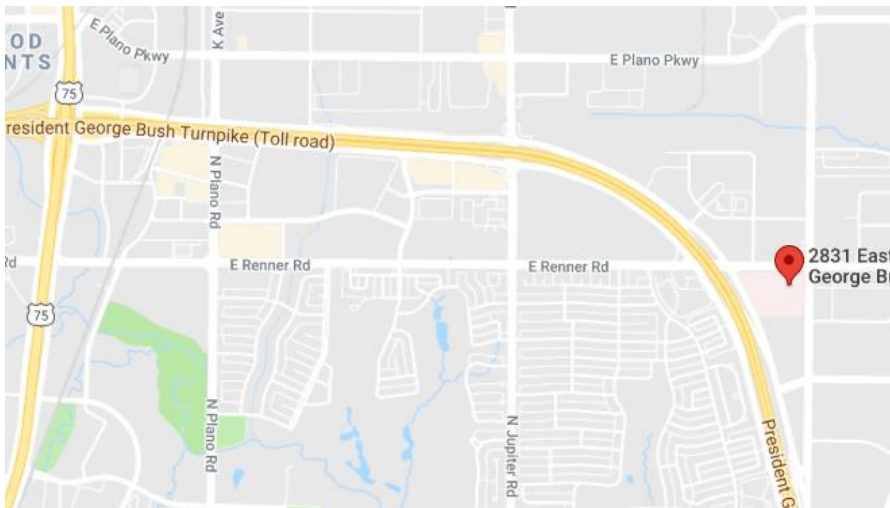 OD
NTS
E Plano Pkwy
K Ave
E Plano Pkwy
75
resident George Bush Turnpike (Toll road)
N Plano Rd
Rd
E Renner Rd
E Renner Rd
2831 East
George Bu
75
N Plano Rd
N Jupiter Rd
President G